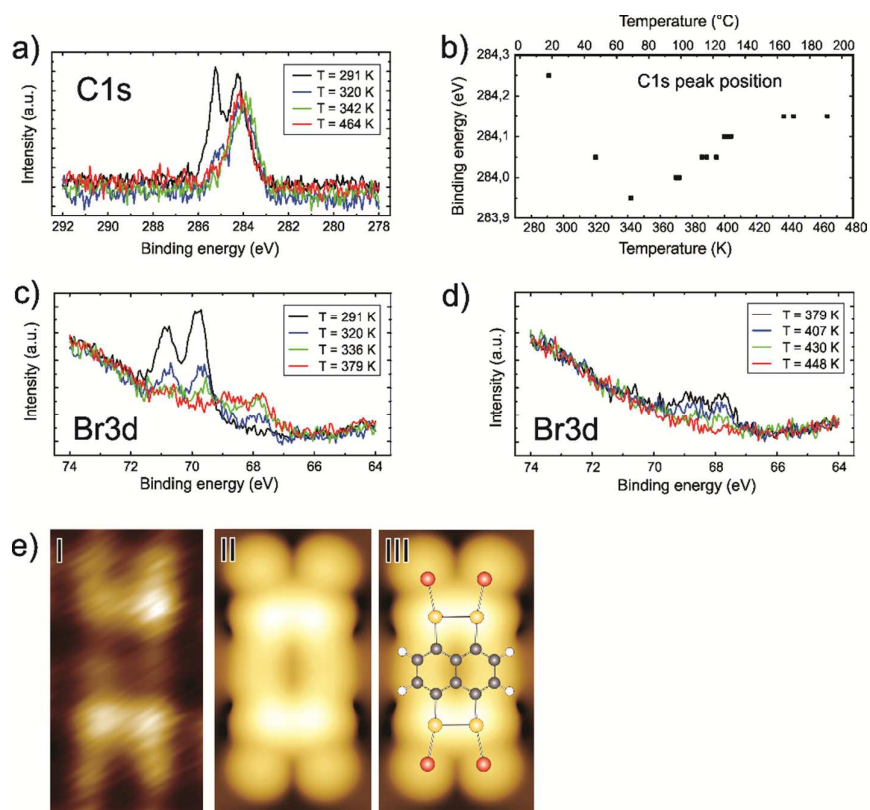 a)
C1s
T = 291 K
T = 320 K
T = 342 K
T = 464 K
Intensity (a.u.)
292 290 288 286 284 282 280 278
Binding energy (eV)
b)
Temperature (°C)
0 20 40 60 80 100 120 140 160 180 200
C1s peak position
Binding energy (eV)
284,3
284,2
284,1
284,0
283,9
280 300 320 340 360 380 400 420 440 460 480
Temperature (K)
c)
T = 291 K
T = 320 K
T = 336 K
T = 379 K
Intensity (a.u.)
Br3d
74 72 70 68 66 64
Binding energy (eV)
d)
T = 379 K
T = 407 K
T = 430 K
T = 448 K
Intensity (a.u.)
Br3d
74 72 70 68 66 64
Binding energy (eV)
e)
I
II
III